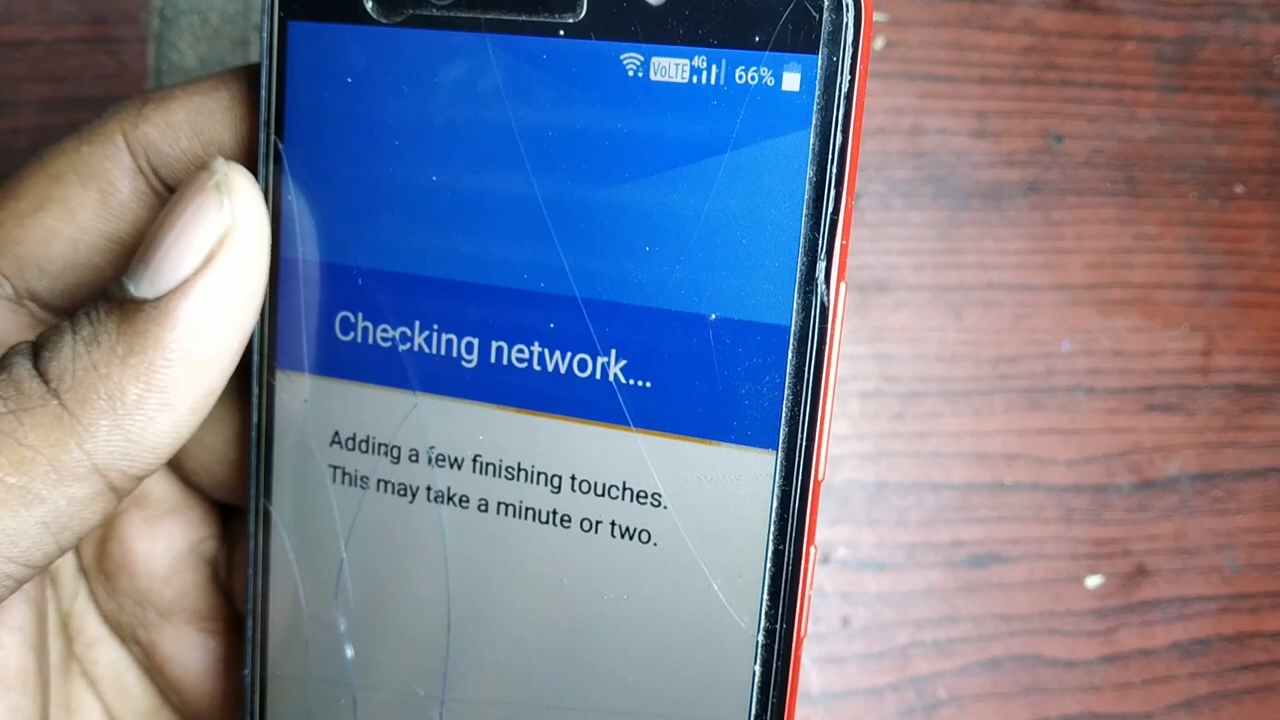 VoLTE 4G 66%
Checking network...
Adding a few finishing touches.
This may take a minute or two.